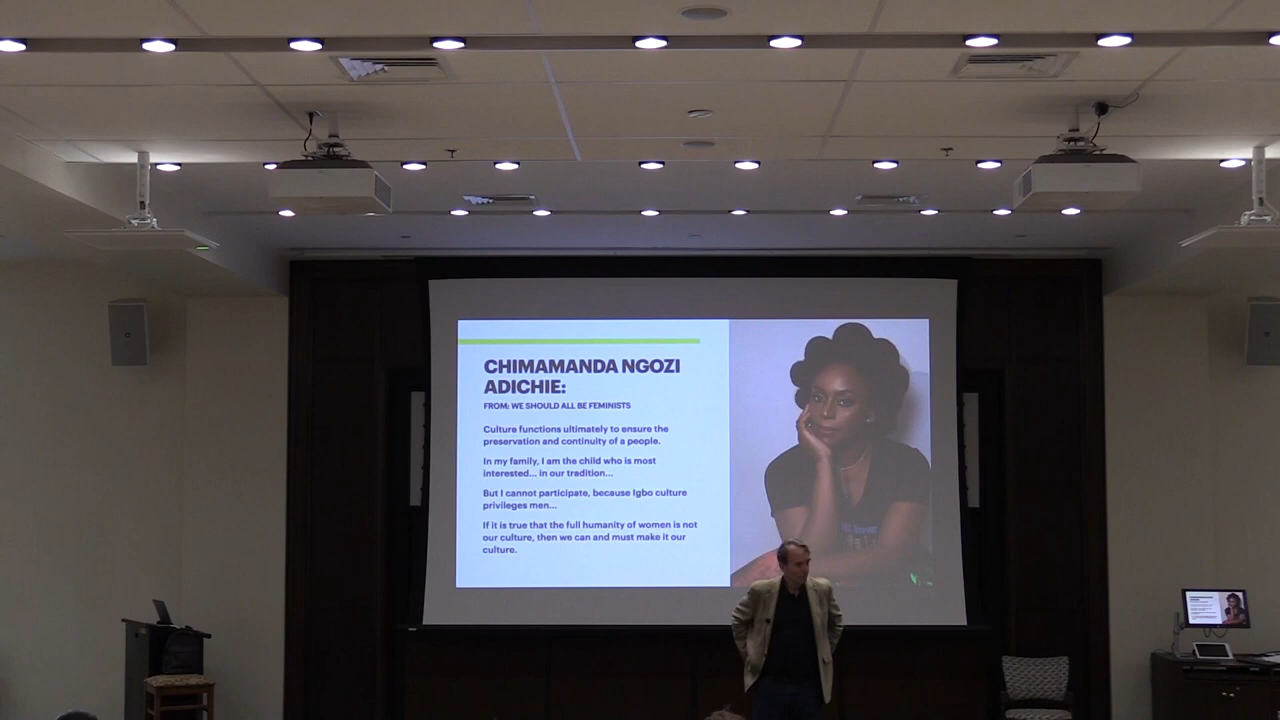 CHIMAMANDA NGOZI
ADICHIE:
FROM: WE SHOULD ALL BE FEMINISTS
Culture functions ultimately to ensure the
preservation and continuity of a people.
In my family, I am the child who is most
interested... in our tradition...
But I cannot participate, because Igbo culture
privileges men...
If it is true that the full humanity of women is not
our culture, then we can and must make it our
culture.